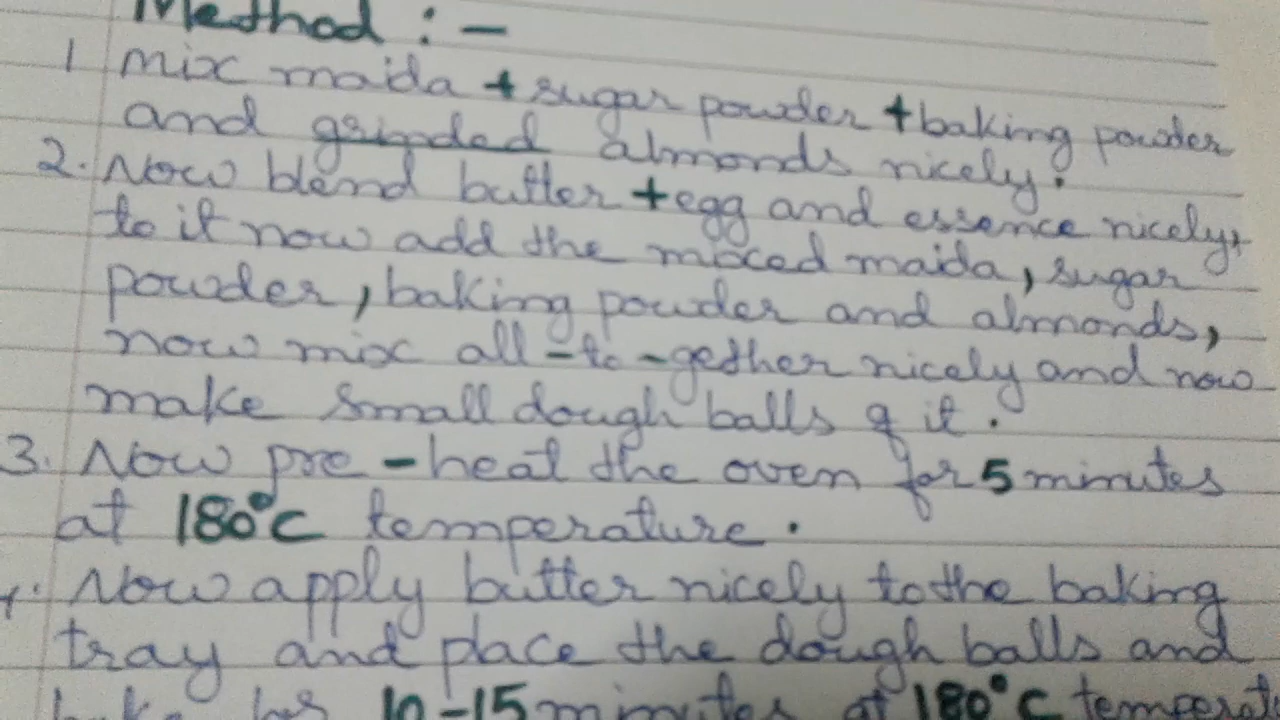 Method : -
1 mix maida + sugar powder + baking powder
and grinded almonds nicely.
2. Now blend butter + egg and essence nicely,
to it now add the mixed maida, sugar
powder, baking powder and almonds,
now mix all-to-gether nicely and now
make small dough balls of it.
3. Now pre-heat the oven for 5 minutes
at 180°C temperature.
4. Now apply butter nicely to the baking
tray and place the dough balls and
10-15 minutes at 180°C